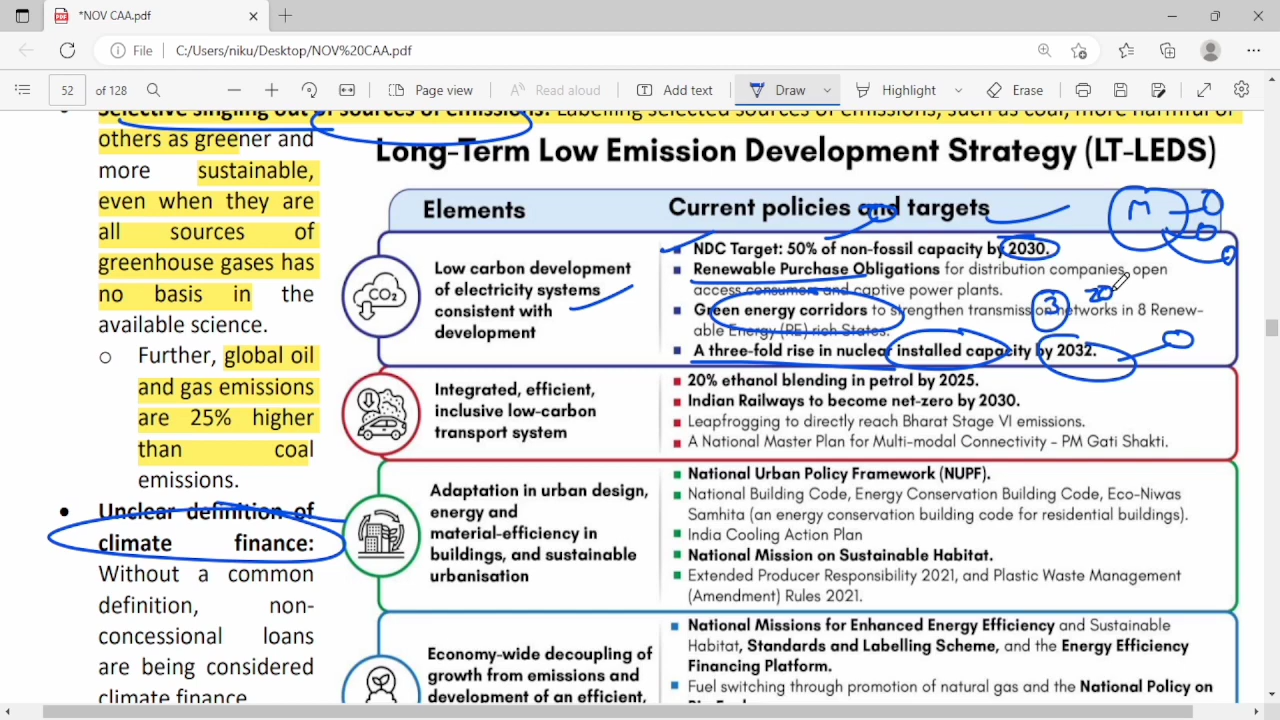 *NOV CAA.pdf
File
C:/Users/niku/Desktop/NOV%20CAA.pdf
52 of 128
Page view
Read aloud
Add text
Draw
Highlight
Erase
Selective singling out of sources of emissions: Labelling selected sources of emissions, such as coal, more harmful or
others as greener and
more sustainable,
even when they are
all sources of
greenhouse gases has
no basis in the
available science.
o Further, global oil
and gas emissions
are 25% higher
than coal
emissions.
• Unclear definition of
climate finance:
Without a common
definition, non-
concessional loans
are being considered
climate finance
Long-Term Low Emission Development Strategy (LT-LEDS)
Elements
Current policies and targets
M
CO2
Low carbon development
of electricity systems
consistent with
development
NDC Target: 50% of non-fossil capacity by 2030.
Renewable Purchase Obligations for distribution companies, open
access consumers and captive power plants.
Green energy corridors to strengthen transmission networks in 8 Renew-
able Energy (RE) rich States.
A three-fold rise in nuclear installed capacity by 2032.
3
20
Integrated, efficient,
inclusive low-carbon
transport system
20% ethanol blending in petrol by 2025.
Indian Railways to become net-zero by 2030.
Leapfrogging to directly reach Bharat Stage VI emissions.
A National Master Plan for Multi-modal Connectivity - PM Gati Shakti.
Adaptation in urban design,
energy and
material-efficiency in
buildings, and sustainable
urbanisation
National Urban Policy Framework (NUPF).
National Building Code, Energy Conservation Building Code, Eco-Niwas
Samhita (an energy conservation building code for residential buildings).
India Cooling Action Plan
National Mission on Sustainable Habitat.
Extended Producer Responsibility 2021, and Plastic Waste Management
(Amendment) Rules 2021.
Economy-wide decoupling of
growth from emissions and
development of an efficient,
National Missions for Enhanced Energy Efficiency and Sustainable
Habitat, Standards and Labelling Scheme, and the Energy Efficiency
Financing Platform.
Fuel switching through promotion of natural gas and the National Policy on